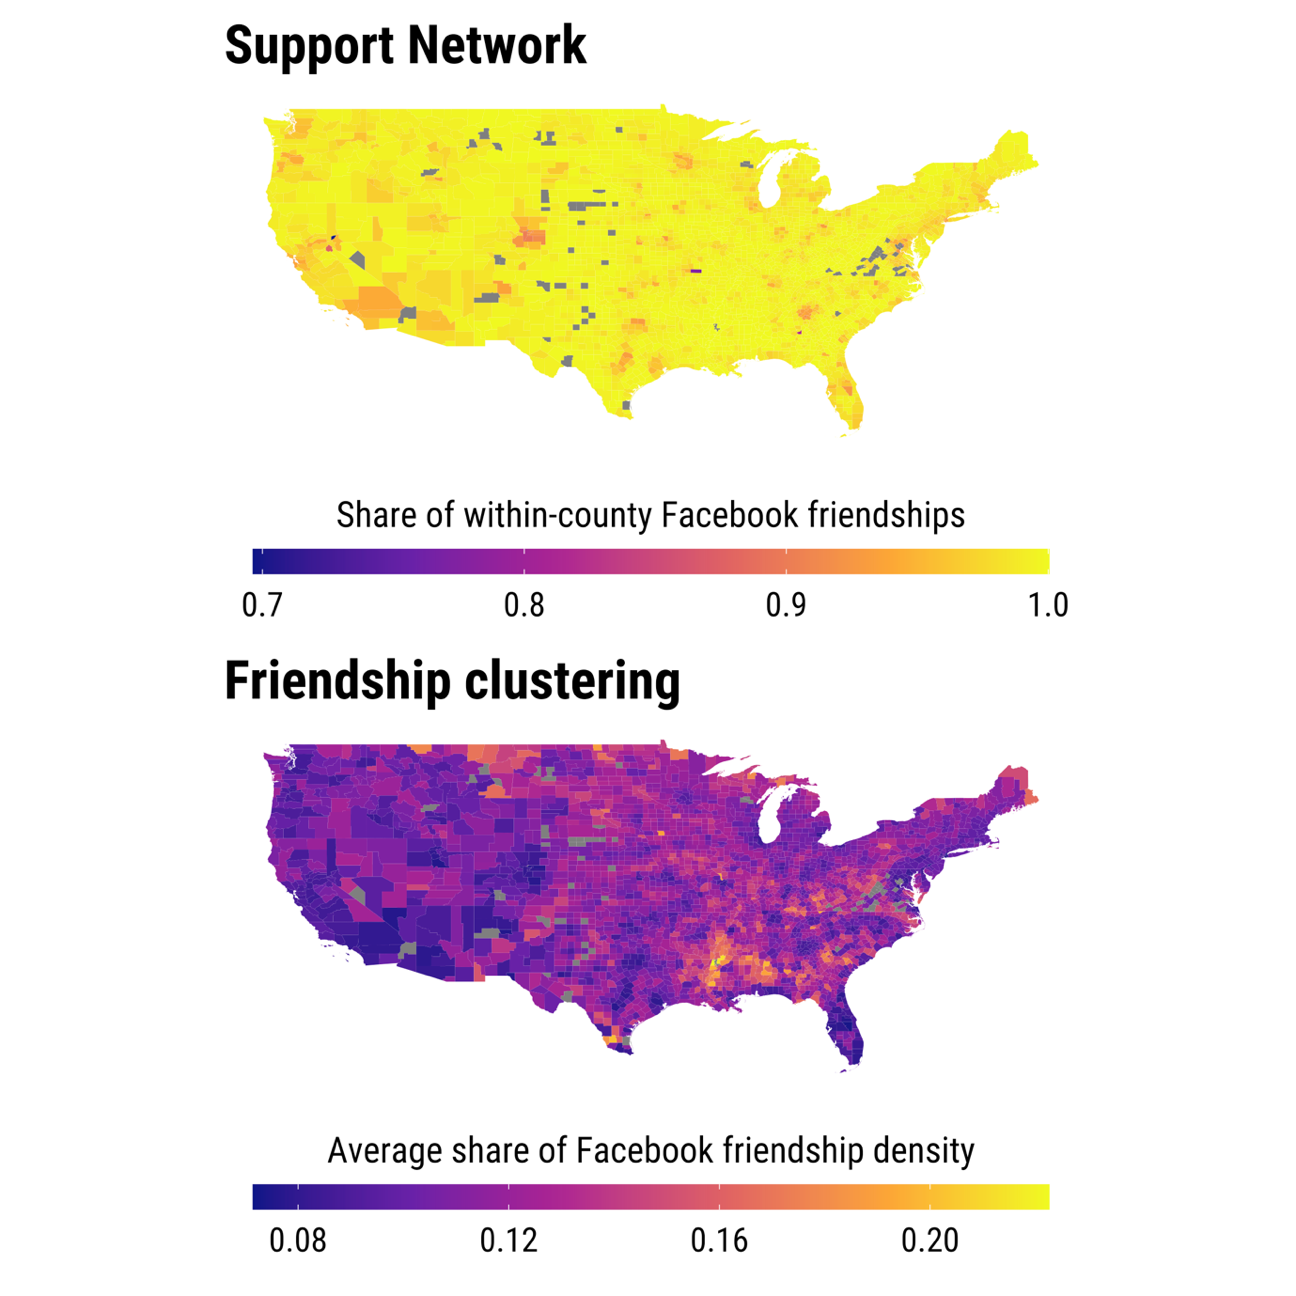 Support Network
Share of within-county Facebook friendships
0.7 0.8 0.9 1.0
Friendship clustering
Average share of Facebook friendship density
0.08 0.12 0.16 0.20